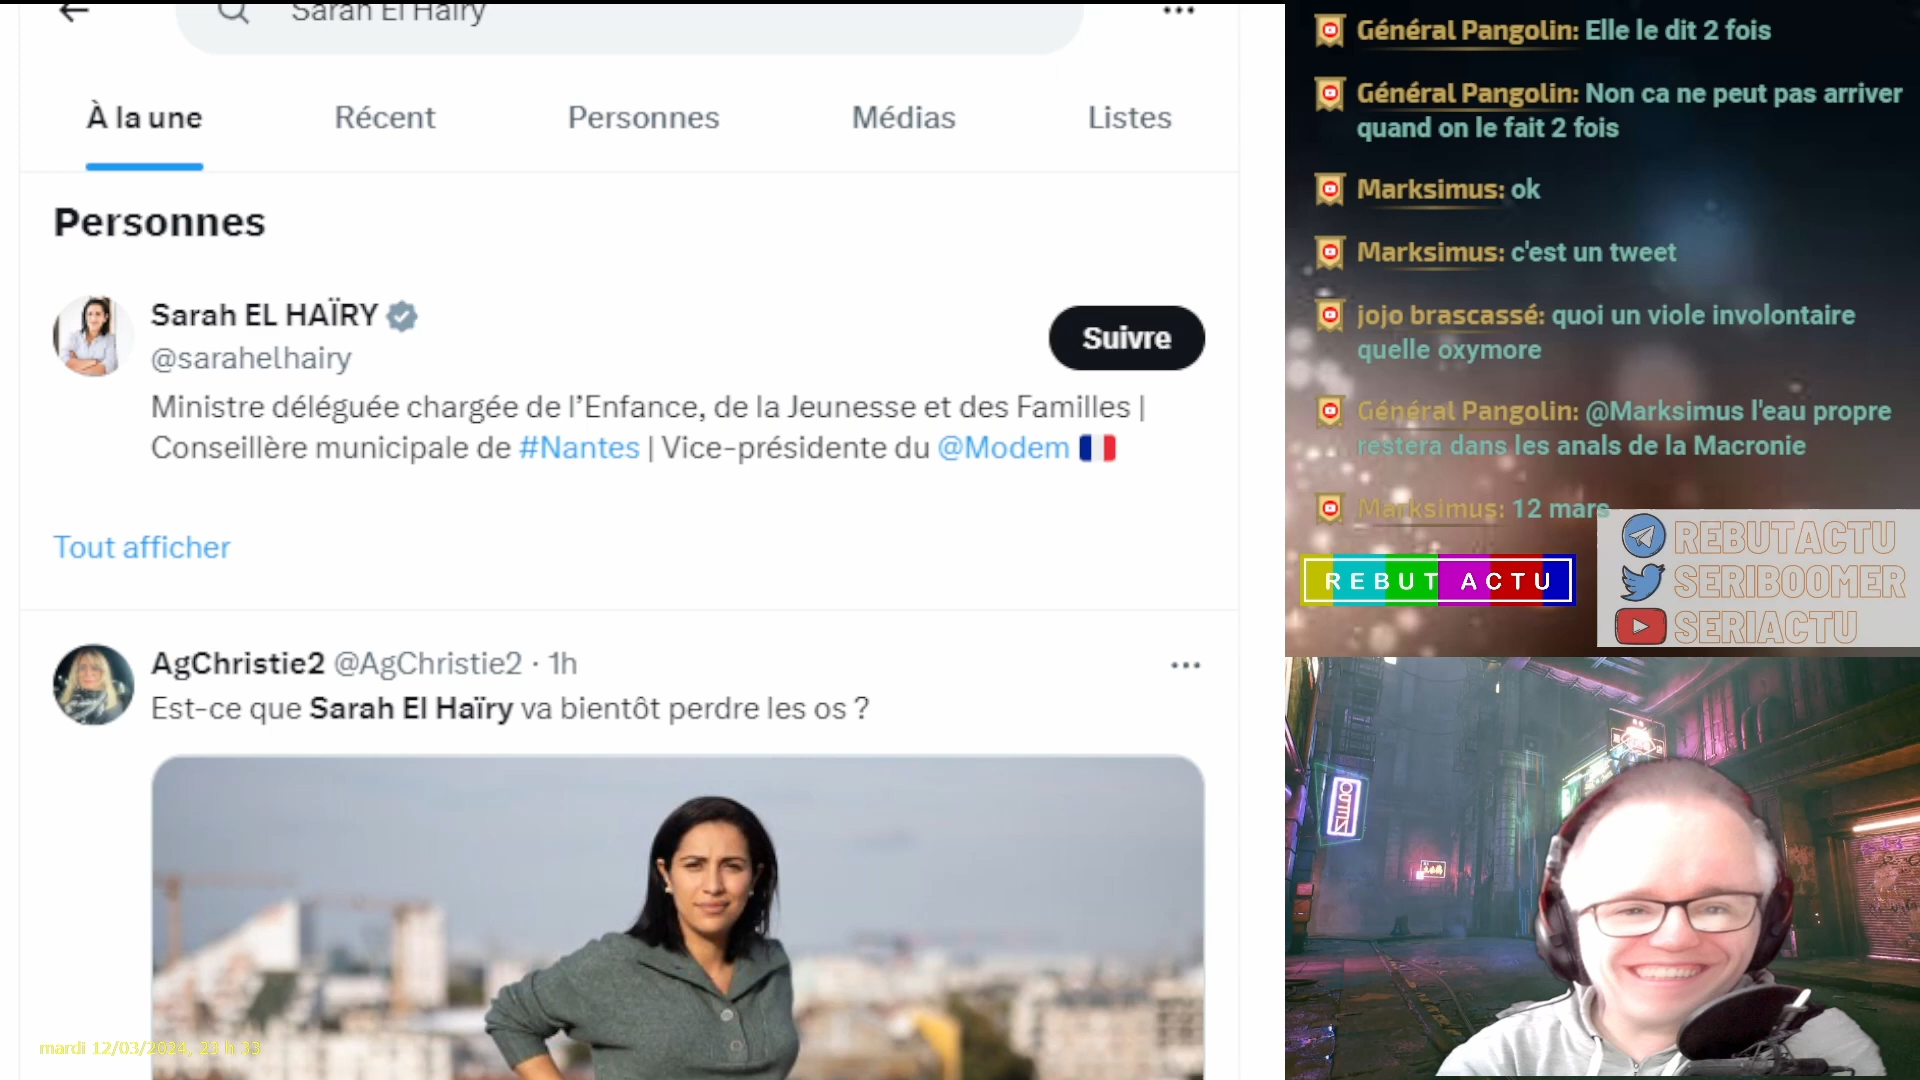 Sarah El Haïry
À la une
Récent
Personnes
Médias
Listes
Personnes
Sarah EL HAÏRY
@sarahelhairy
Suivre
Ministre déléguée chargée de l’Enfance, de la Jeunesse et des Familles |
Conseillère municipale de #Nantes | Vice-présidente du @Modem
Tout afficher
AgChristie2 @AgChristie2 · 1h
Est-ce que Sarah El Haïry va bientôt perdre les os ?
mardi 12/03/2024, 23 h 33
Général Pangolin: Elle le dit 2 fois
Général Pangolin: Non ca ne peut pas arriver
quand on le fait 2 fois
Marksimus: ok
Marksimus: c'est un tweet
jojo brascassé: quoi un viole involontaire
quelle oxymore
Général Pangolin: @Marksimus l'eau propre
restera dans les anals de la Macronie
Marksimus: 12 mars
REBUT ACTU
REBUTACTU
SERIBOOMER
SERIACTU